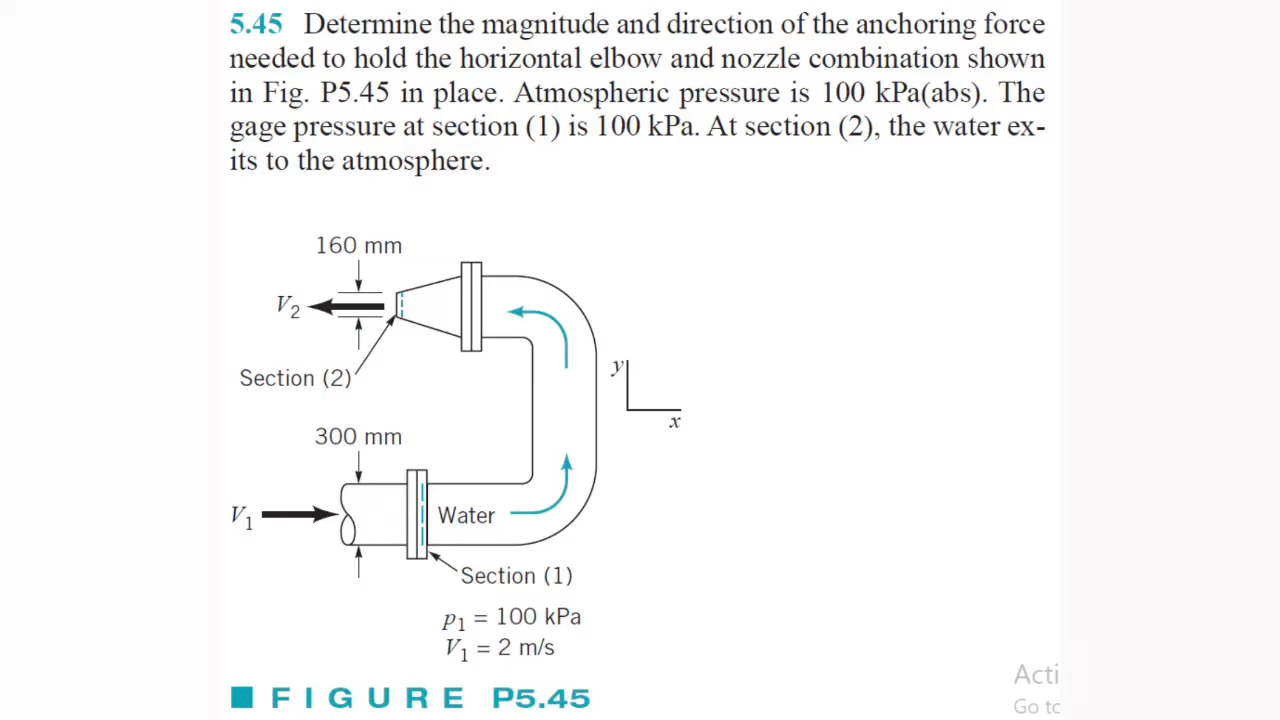 5.45 Determine the magnitude and direction of the anchoring force
needed to hold the horizontal elbow and nozzle combination shown
in Fig. P5.45 in place. Atmospheric pressure is 100 kPa(abs). The
gage pressure at section (1) is 100 kPa. At section (2), the water ex-
its to the atmosphere.
160 mm
V₂
Section (2)
y
x
300 mm
V₁
Water
Section (1)
p₁ = 100 kPa
V₁ = 2 m/s
FIGURE P5.45
Acti
Go to